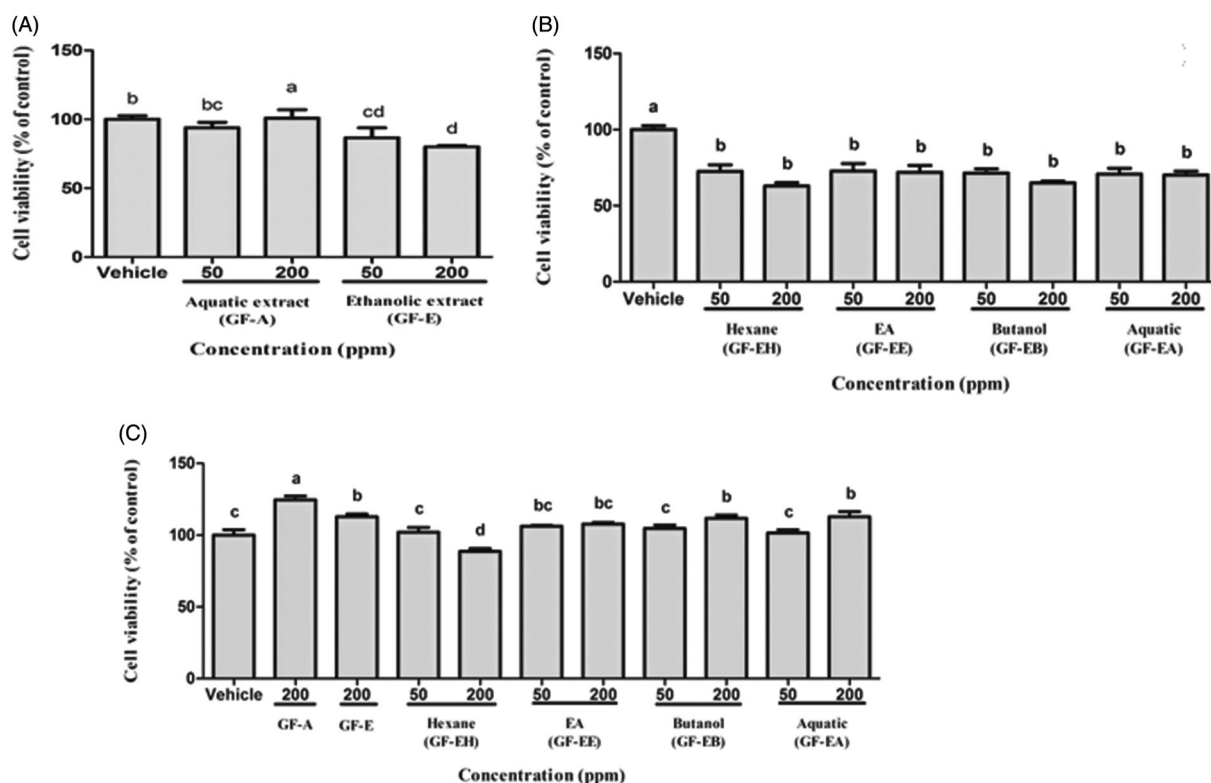 (A)
Cell viability (% of control)
150
100
50
0
b
bc
a
cd
d
Vehicle
50
200
50
200
Aquatic extract
(GF-A)
Ethanolic extract
(GF-E)
Concentration (ppm)
(B)
Cell viability (% of control)
150
100
50
0
a
b
b
b
b
b
b
b
b
Vehicle
50
200
50
200
50
200
50
200
Hexane
(GF-EH)
EA
(GF-EE)
Butanol
(GF-EB)
Aquatic
(GF-EA)
Concentration (ppm)
(C)
Cell viability (% of control)
150
100
50
0
c
a
b
c
d
bc
bc
c
b
c
b
Vehicle
200
200
50
200
50
200
50
200
50
200
GF-A
GF-E
Hexane
(GF-EH)
EA
(GF-EE)
Butanol
(GF-EB)
Aquatic
(GF-EA)
Concentration (ppm)